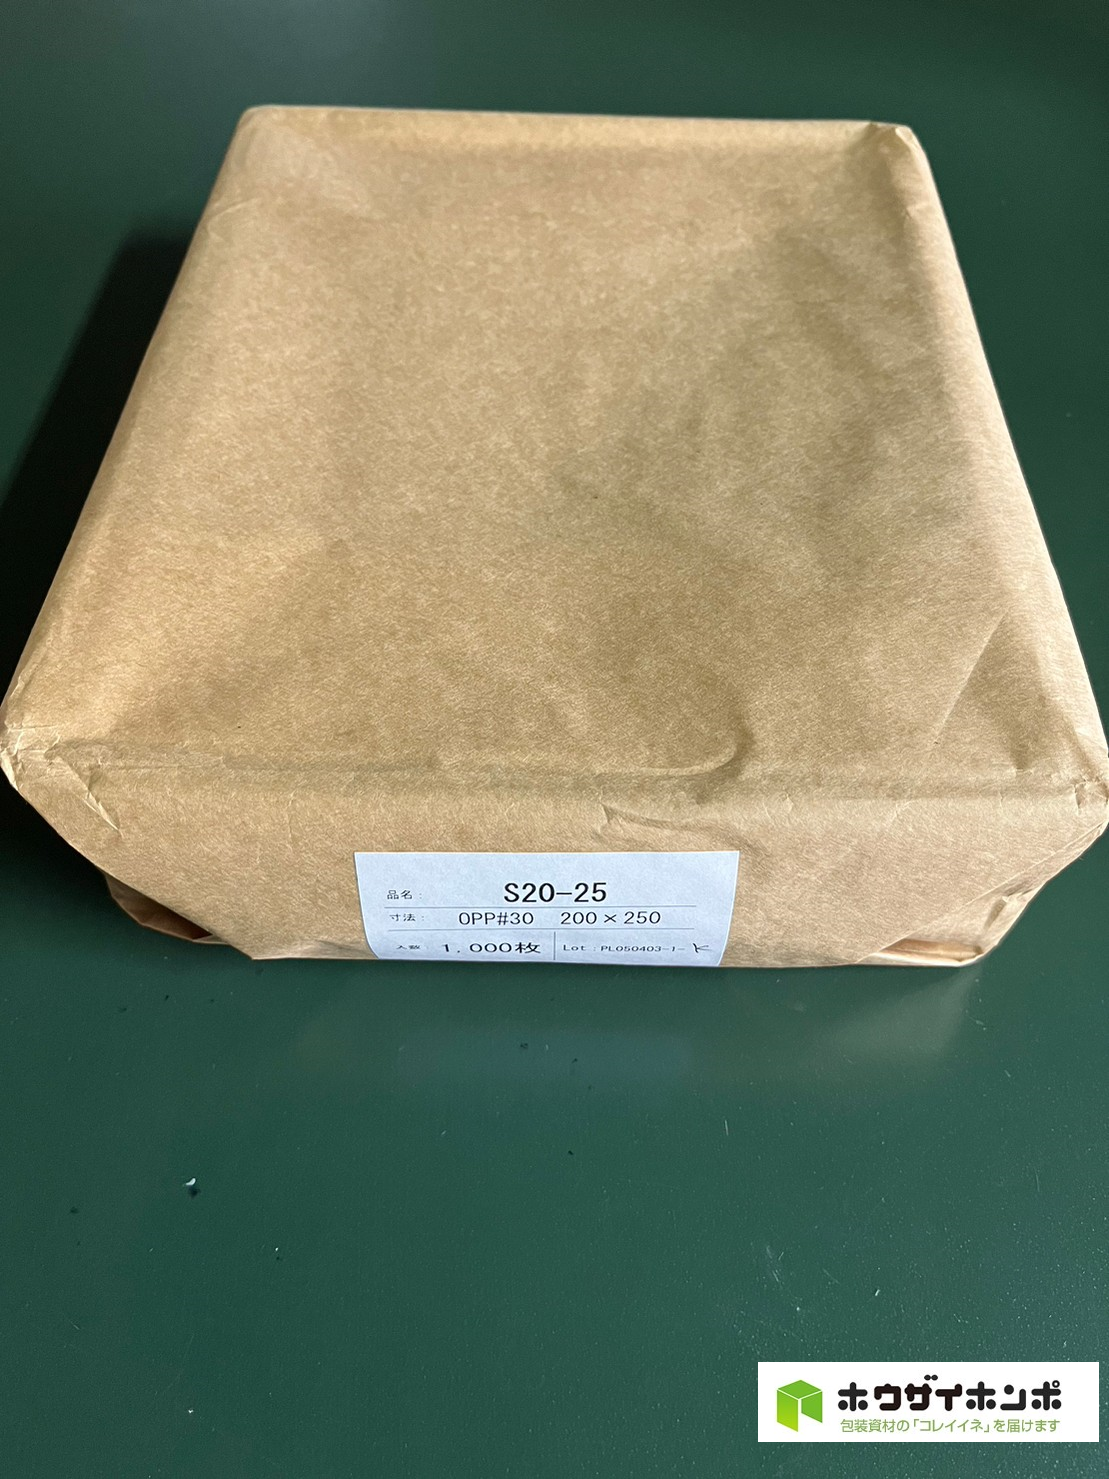 品名： S20-25
寸法： OPP#30 200×250
入数 1,000枚 Lot：PL050403-1-K
ホウザイホンポ
包装資材の「コレイイネ」を届けます